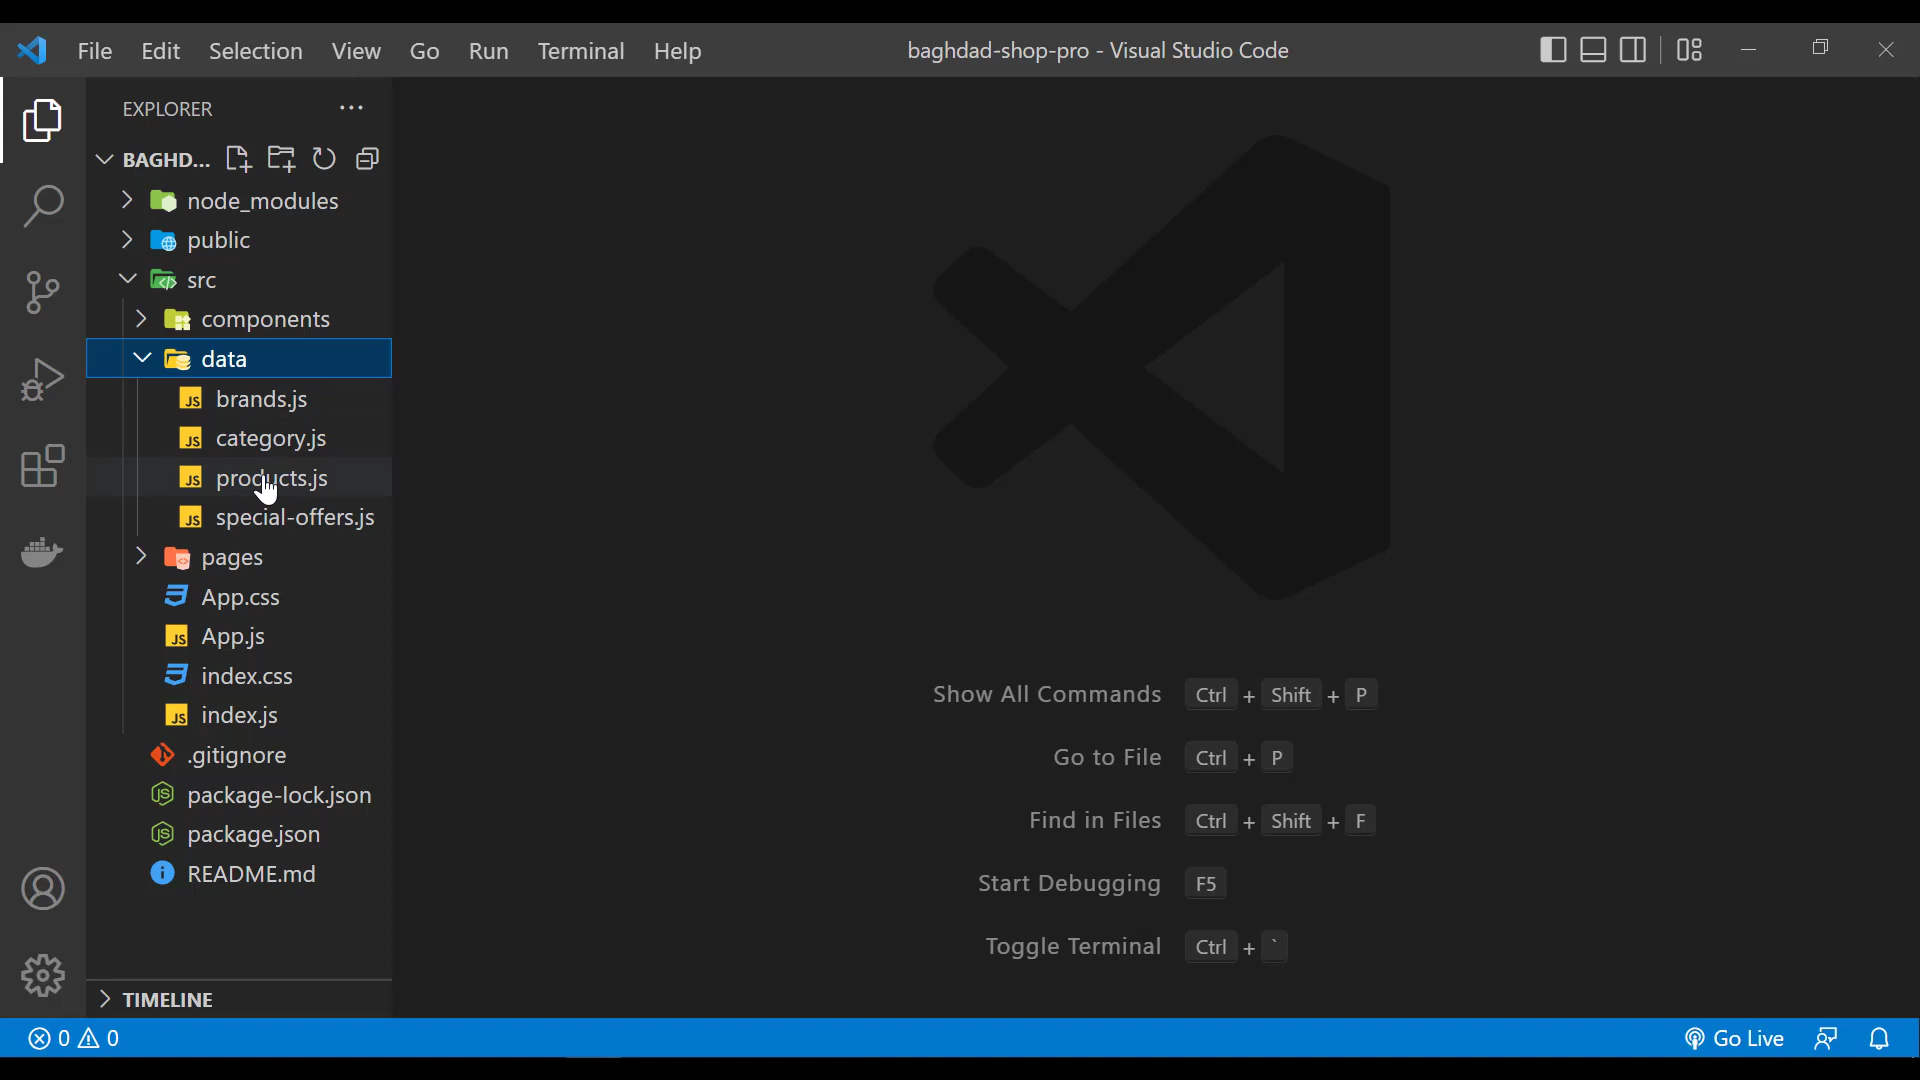 File Edit Selection View Go Run Terminal Help
baghdad-shop-pro - Visual Studio Code
EXPLORER
BAGHD...
node_modules
public
src
components
data
brands.js
category.js
products.js
special-offers.js
pages
App.css
App.js
index.css
index.js
.gitignore
package-lock.json
package.json
README.md
TIMELINE
Show All Commands Ctrl + Shift + P
Go to File Ctrl + P
Find in Files Ctrl + Shift + F
Start Debugging F5
Toggle Terminal Ctrl + `
0 0
Go Live